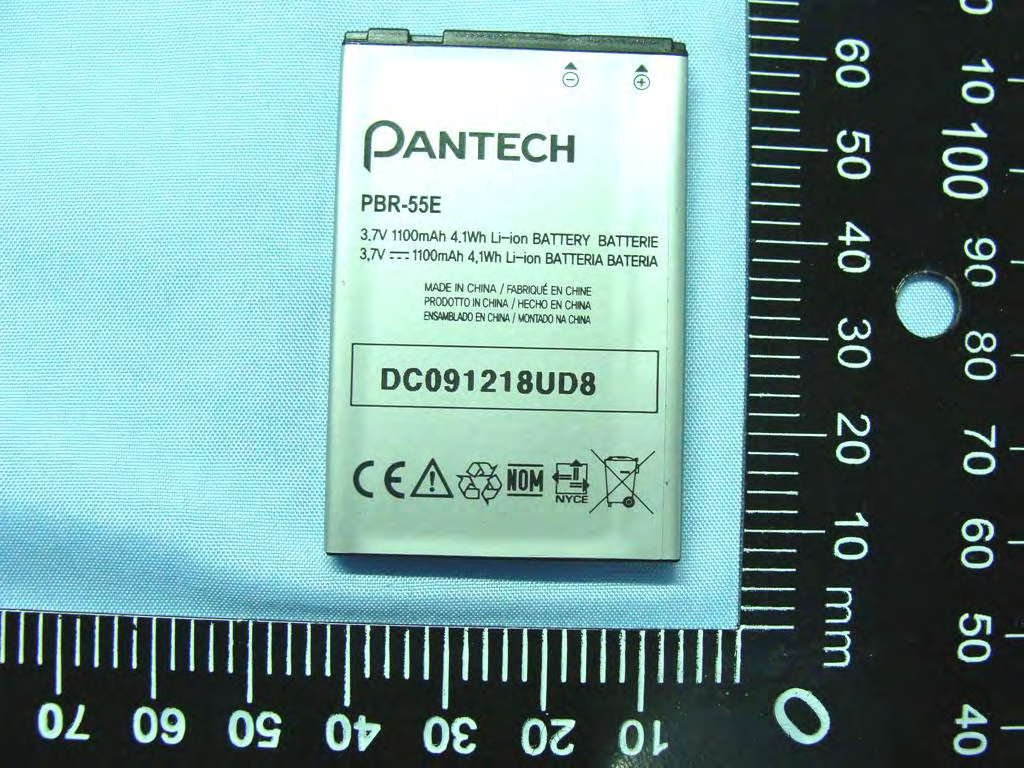 − +
PANTECH
PBR-55E
3.7V 1100mAh 4.1Wh Li-ion BATTERY BATTERIE
3.7V ⎓ 1100mAh 4.1Wh Li-ion BATTERIA BATERIA
MADE IN CHINA / FABRIQUÉ EN CHINE
PRODOTTO IN CHINA / HECHO EN CHINA
ENSAMBLADO EN CHINA / MONTADO NA CHINA
DC091218UD8
CE NOM
NYCE
60
50
40
30
20
10
mm
0
10
100
90
80
70
60
50
40
70 60 50 40 30 20 10